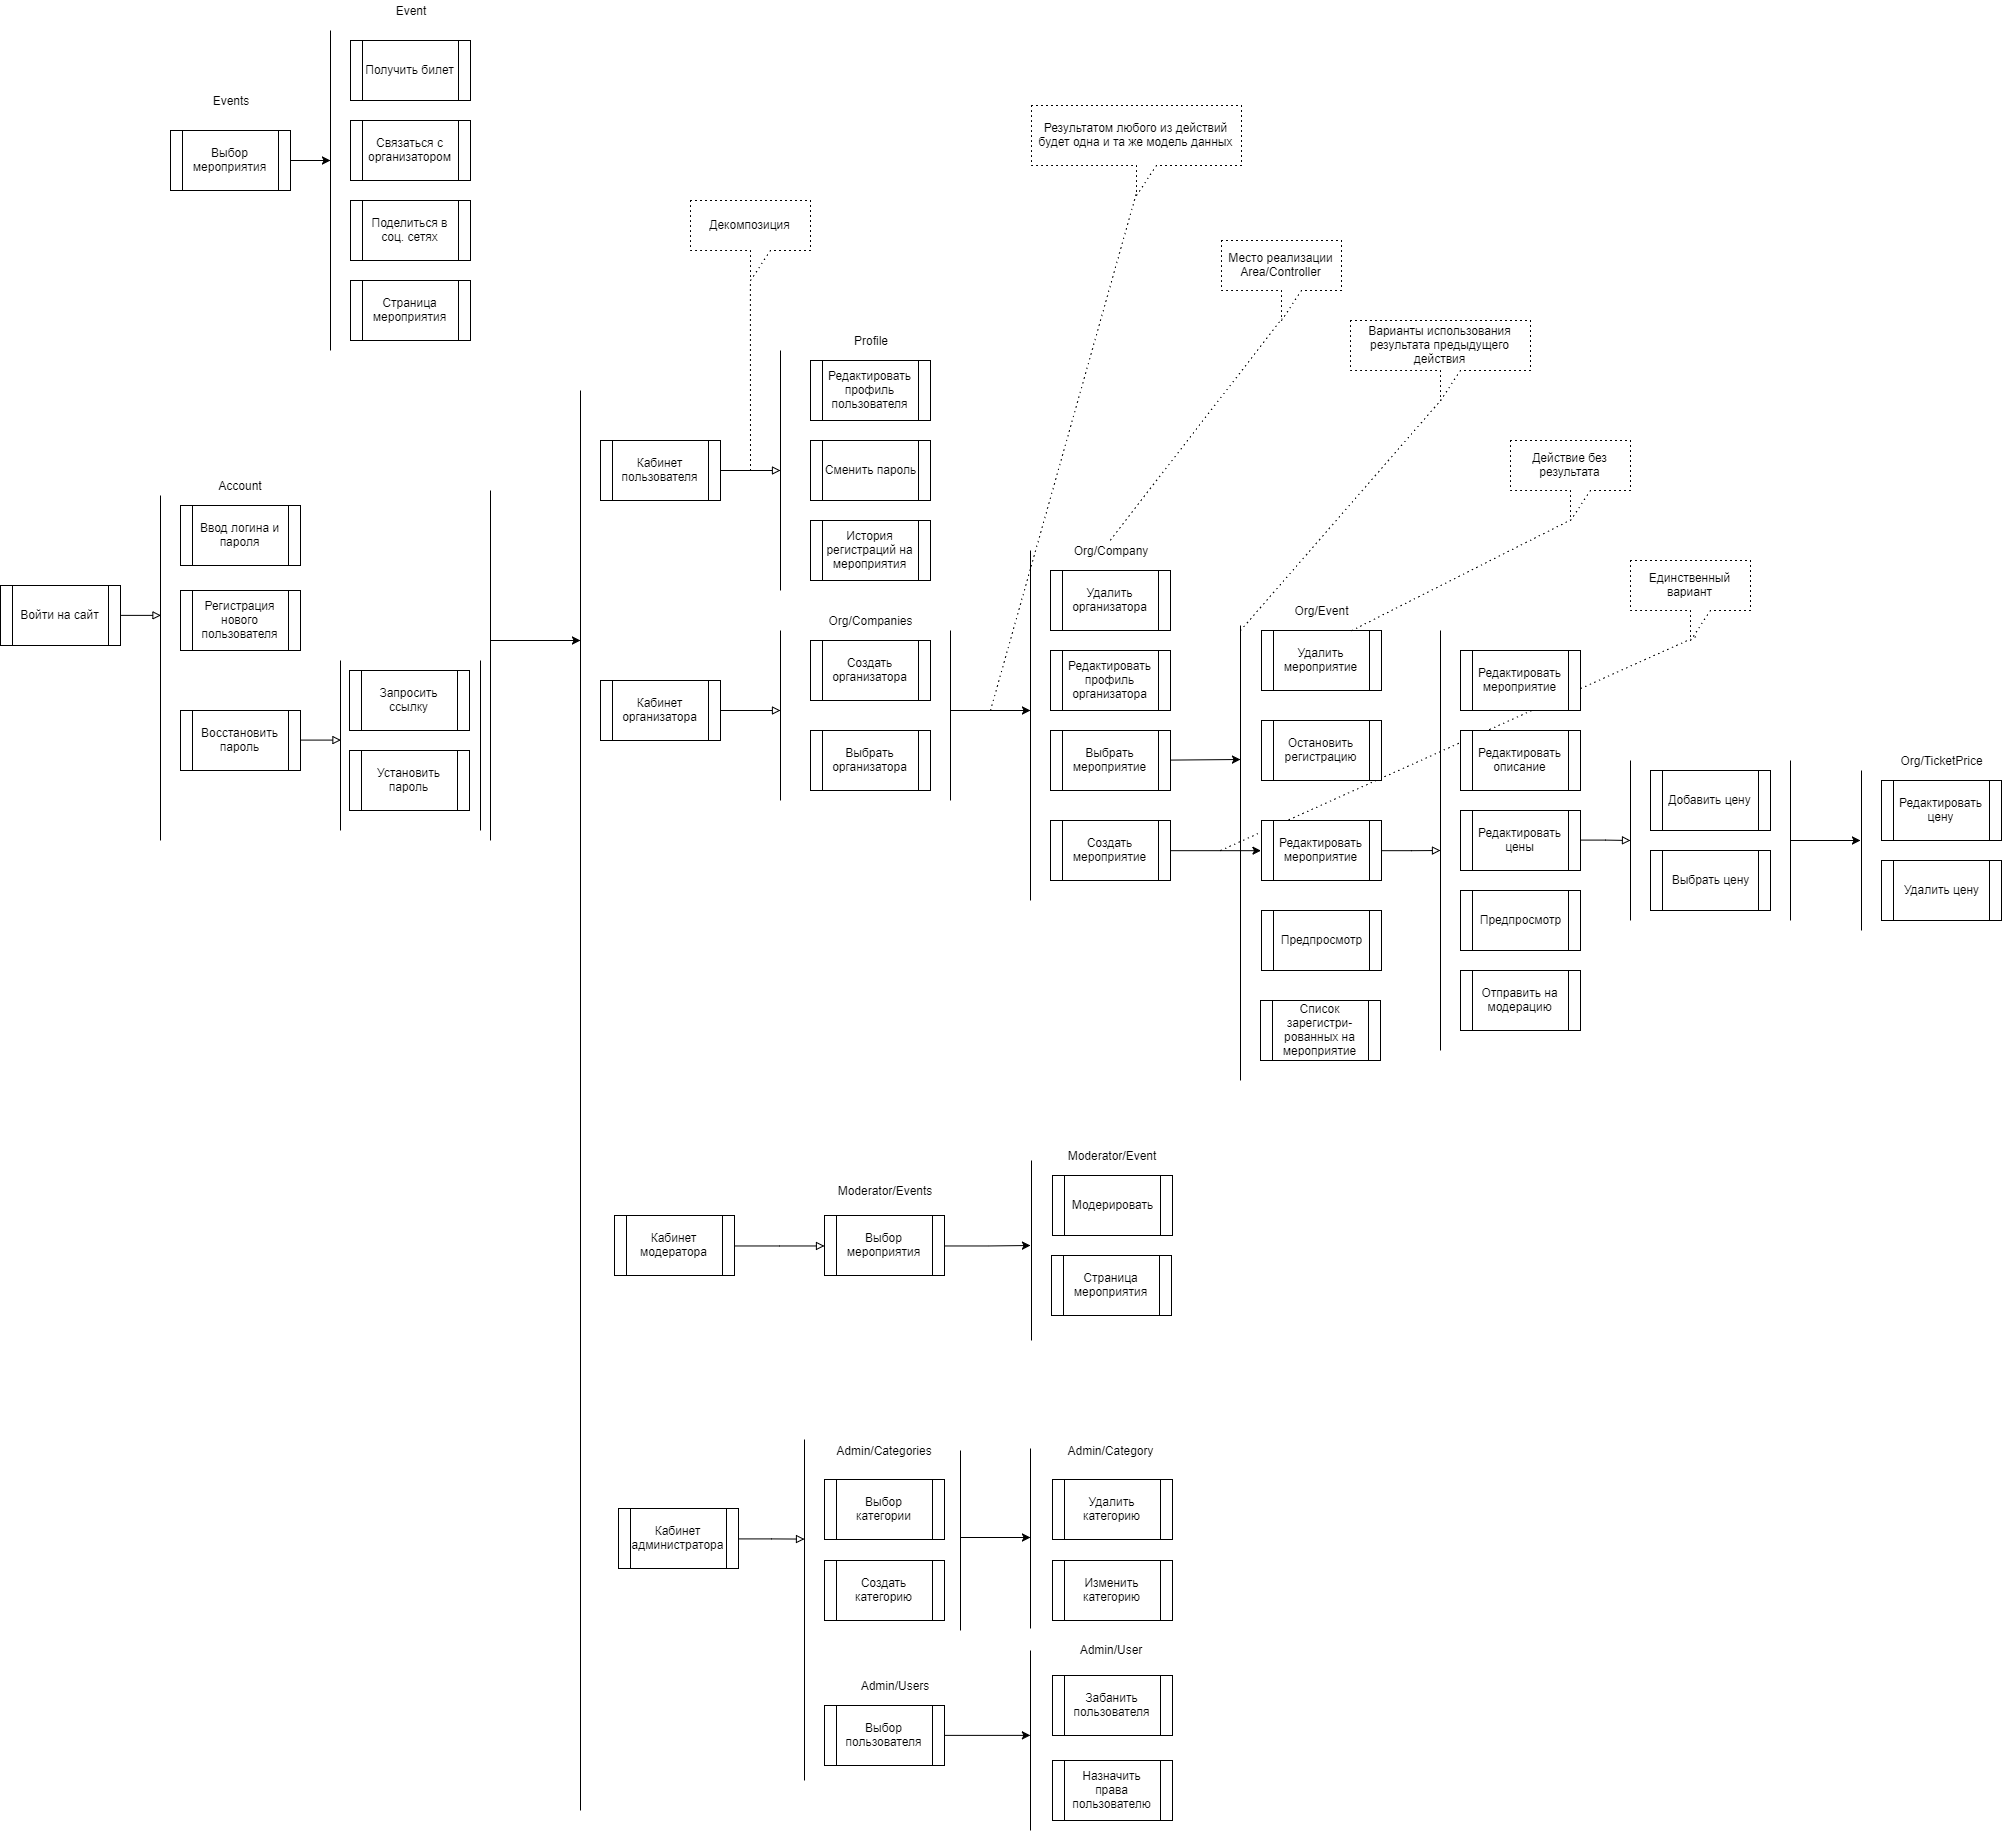 Event
Получить билет
Events
Выбор
мероприятия
Связаться с
организатором
Поделиться в
соц. сетях
Страница
мероприятия
Результатом любого из действий
будет одна и та же модель данных
Декомпозиция
Место реализации
Area/Controller
Варианты использования
результата предыдущего
действия
Действие без
результата
Единственный
вариант
Account
Войти на сайт
Ввод логина и
пароля
Регистрация
нового
пользователя
Восстановить
пароль
Запросить
ссылку
Установить
пароль
Кабинет
пользователя
Profile
Редактировать
профиль
пользователя
Сменить пароль
История
регистраций на
мероприятия
Кабинет
организатора
Org/Companies
Создать
организатора
Выбрать
организатора
Org/Company
Удалить
организатора
Редактировать
профиль
организатора
Выбрать
мероприятие
Создать
мероприятие
Org/Event
Удалить
мероприятие
Остановить
регистрацию
Редактировать
мероприятие
Предпросмотр
Список
зарегистри-
рованных на
мероприятие
Редактировать
мероприятие
Редактировать
описание
Редактировать
цены
Предпросмотр
Отправить на
модерацию
Добавить цену
Выбрать цену
Org/TicketPrice
Редактировать
цену
Удалить цену
Кабинет
модератора
Moderator/Events
Выбор
мероприятия
Moderator/Event
Модерировать
Страница
мероприятия
Кабинет
администратора
Admin/Categories
Выбор
категории
Создать
категорию
Admin/Category
Удалить
категорию
Изменить
категорию
Admin/Users
Выбор
пользователя
Admin/User
Забанить
пользователя
Назначить
права
пользователю